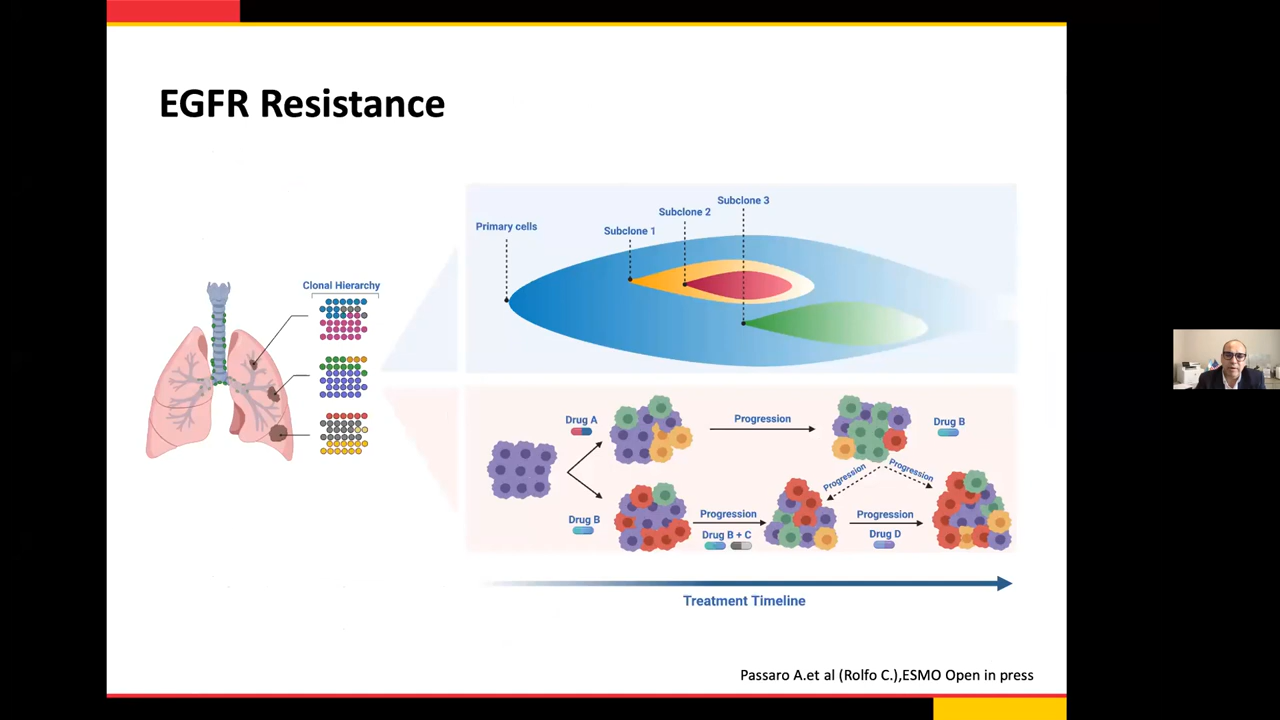 EGFR Resistance
Subclone 3
Subclone 2
Primary cells
Subclone 1
Clonal Hierarchy
Drug A
Progression
Drug B
Progression
Progression
Drug B
Progression
Progression
Drug B + C
Drug D
Treatment Timeline
Passaro A.et al (Rolfo C.),ESMO Open in press